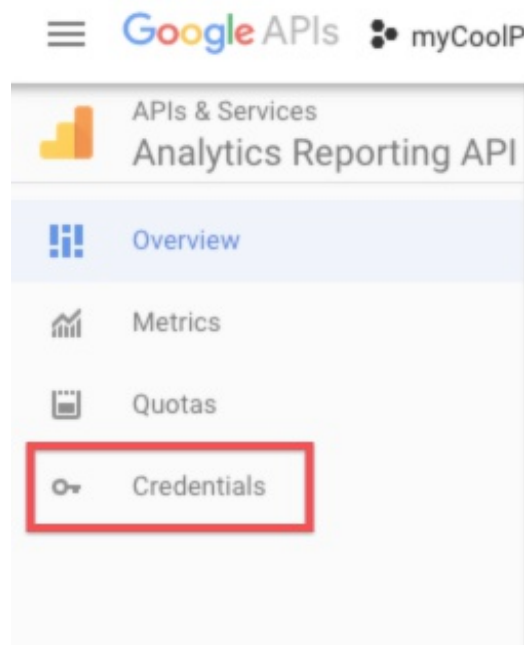 Google APIs myCoolP
APIs & Services
Analytics Reporting API
Overview
Metrics
Quotas
Credentials